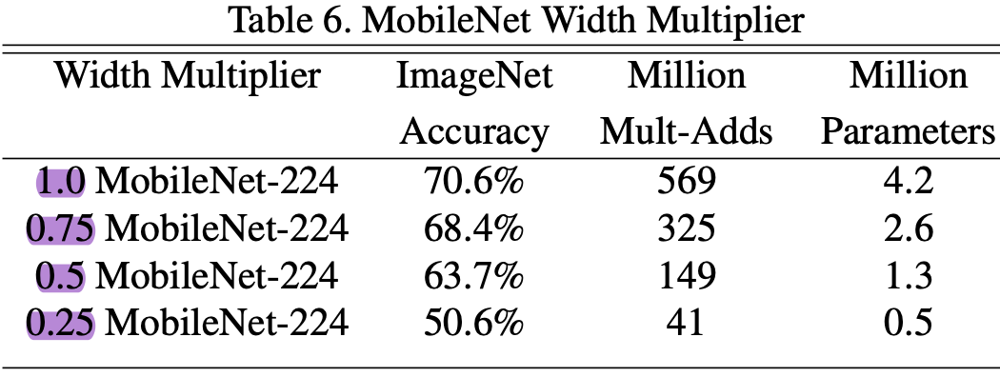 Table 6. MobileNet Width Multiplier
Width Multiplier ImageNet Million Million
Accuracy Mult-Adds Parameters
1.0 MobileNet-224 70.6% 569 4.2
0.75 MobileNet-224 68.4% 325 2.6
0.5 MobileNet-224 63.7% 149 1.3
0.25 MobileNet-224 50.6% 41 0.5